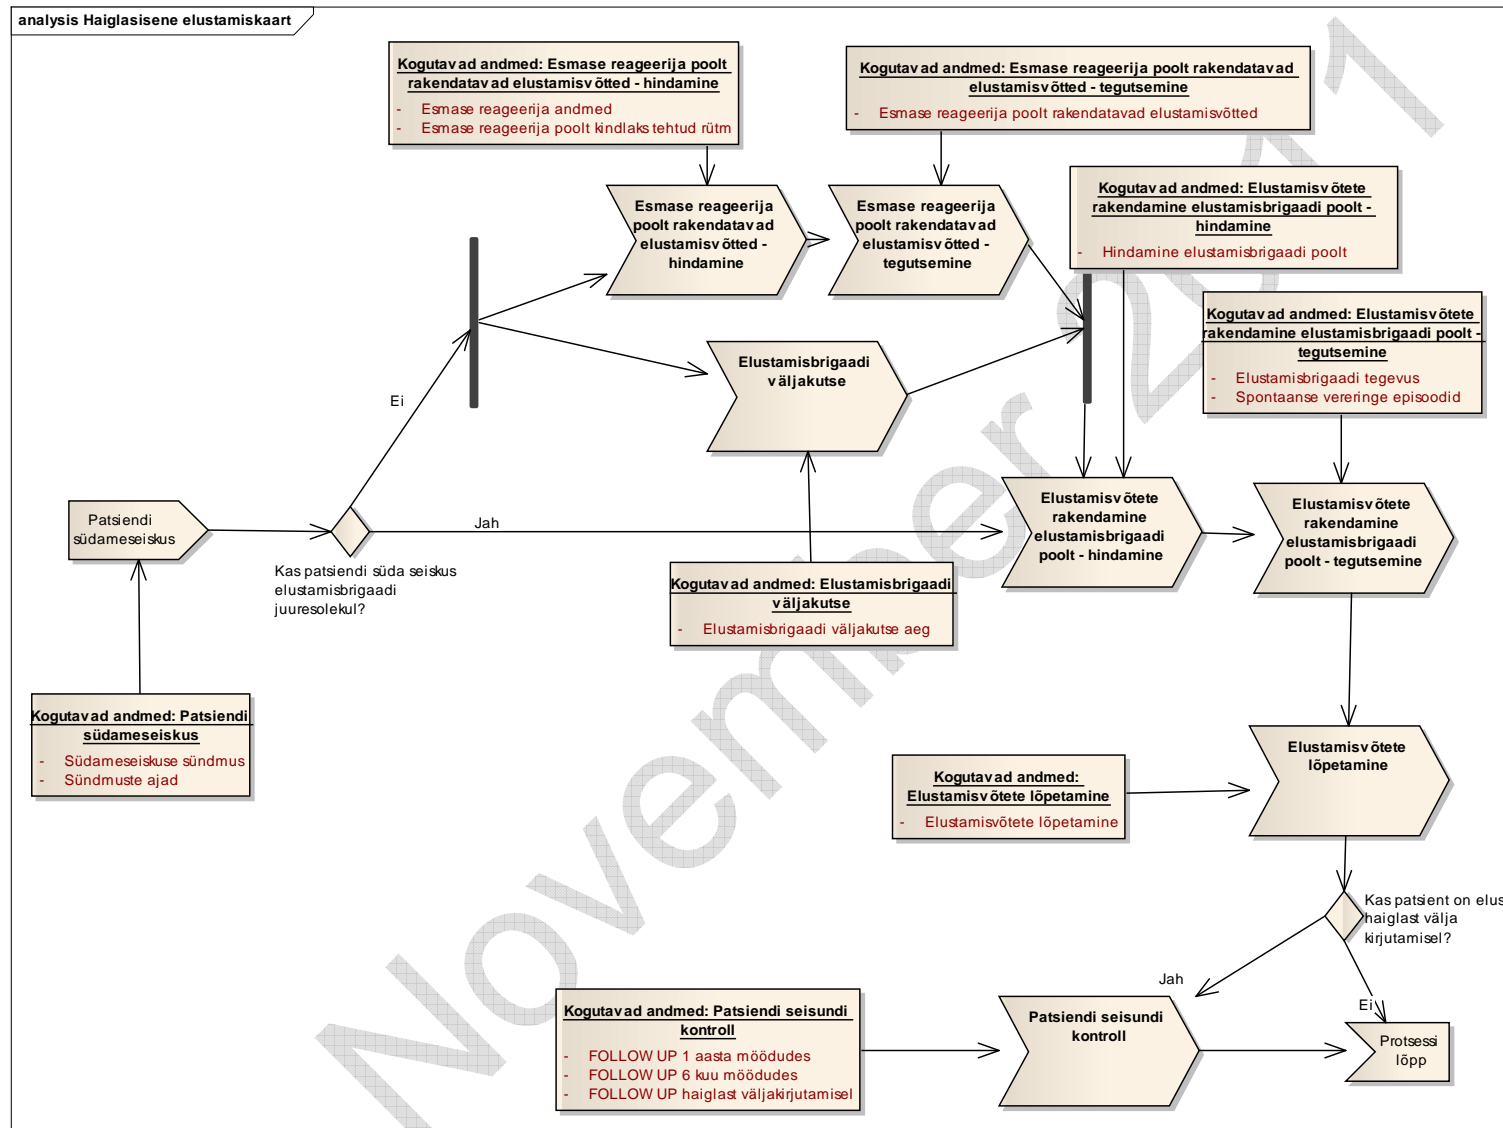 analysis Haiglasisene elustamiskaart
Kogutavad andmed: Esmase reageerija poolt
rakendatavad elustamisvõtted - hindamine
- Esmase reageerija andmed
- Esmase reageerija poolt kindlaks tehtud rütm
Kogutavad andmed: Esmase reageerija poolt rakendatavad
elustamisvõtted - tegutsemine
- Esmase reageerija poolt rakendatavad elustamisvõtted
Kogutavad andmed: Elustamisvõtete
rakendamine elustamisbrigaadi poolt -
hindamine
- Hindamine elustamisbrigaadi poolt
Esmase reageerija
poolt rakendatavad
elustamisvõtted -
hindamine
Esmase reageerija
poolt rakendatavad
elustamisvõtted -
tegutsemine
Kogutavad andmed: Elustamisvõtete
rakendamine elustamisbrigaadi poolt -
tegutsemine
- Elustamisbrigaadi tegevus
- Spontaanse vereringe episoodid
Elustamisbrigaadi
väljakutse
Ei
Patsiendi
südameseiskus
Jah
Kas patsiendi süda seiskus
elustamisbrigaadi
juuresolekul?
Elustamisvõtete
rakendamine
elustamisbrigaadi
poolt - hindamine
Elustamisvõtete
rakendamine
elustamisbrigaadi
poolt - tegutsemine
Kogutavad andmed: Elustamisbrigaadi
väljakutse
- Elustamisbrigaadi väljakutse aeg
Kogutavad andmed: Patsiendi
südameseiskus
- Südameseiskuse sündmus
- Sündmuste ajad
Elustamisvõtete
lõpetamine
Kogutavad andmed:
Elustamisvõtete lõpetamine
- Elustamisvõtete lõpetamine
Kas patsient on elus
haiglast välja
kirjutamisel?
Jah
Ei
Kogutavad andmed: Patsiendi seisundi
kontroll
- FOLLOW UP 1 aasta möödudes
- FOLLOW UP 6 kuu möödudes
- FOLLOW UP haiglast väljakirjutamisel
Patsiendi seisundi
kontroll
Protsessi
lõpp
November 2011